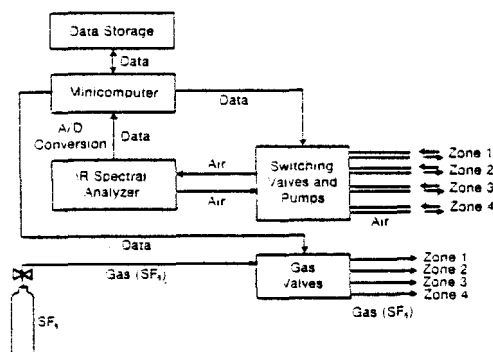 Data Storage
Data
Minicomputer
Data
A/D
Conversion
Data
IR Spectral
Analyzer
Air
Air
Switching
Valves and
Pumps
Zone 1
Zone 2
Zone 3
Zone 4
Air
Data
Gas (SF₆)
Gas
Valves
Zone 1
Zone 2
Zone 3
Zone 4
Gas (SF₆)
SF₆